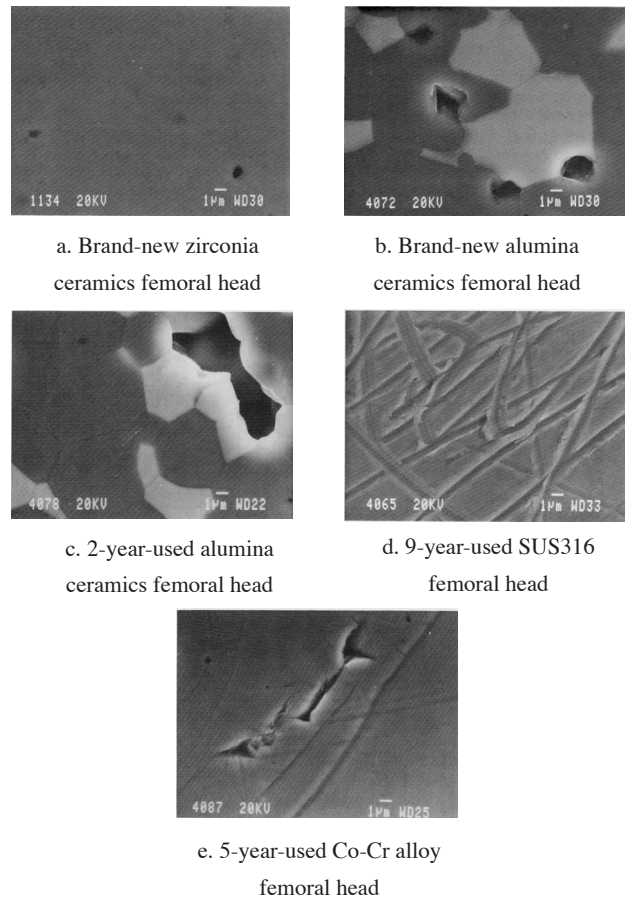 1134 20KV 1µm WD30
4072 20KV 1µm WD30
a. Brand-new zirconia
ceramics femoral head
b. Brand-new alumina
ceramics femoral head
4078 20KV 1µm WD22
4065 20KV 1µm WD33
c. 2-year-used alumina
ceramics femoral head
d. 9-year-used SUS316
femoral head
4087 20KV 1µm WD25
e. 5-year-used Co-Cr alloy
femoral head